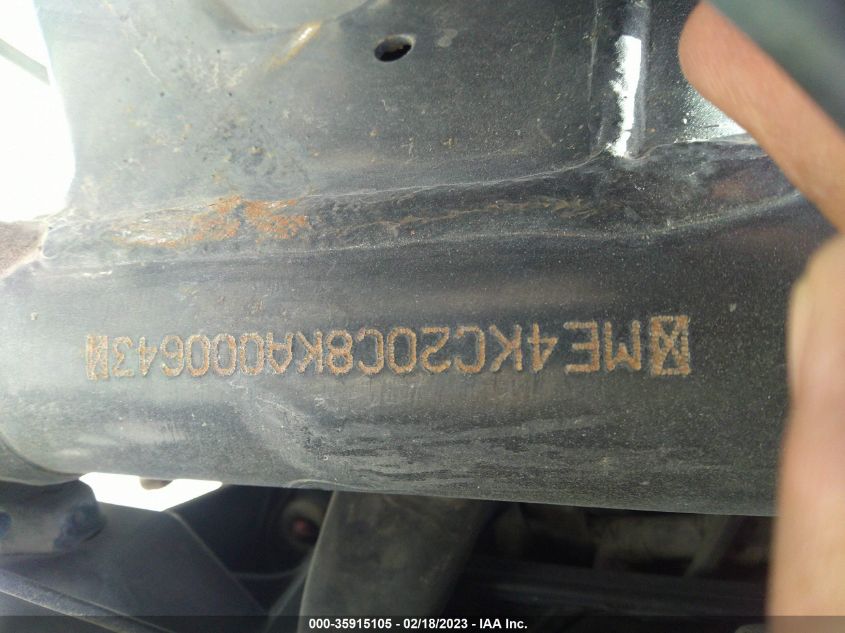 ME4KC20C8KA000643
000-35915105 - 02/18/2023 - IAA Inc.